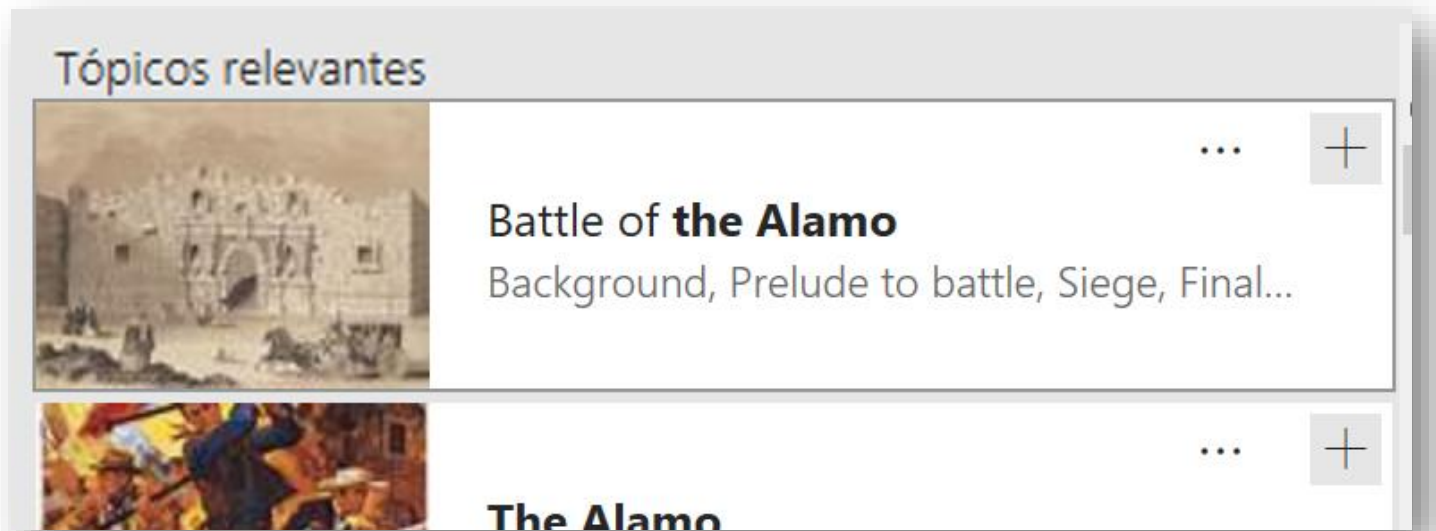 Tópicos relevantes
...
Battle of the Alamo
Background, Prelude to battle, Siege, Final...
...
The Alamo